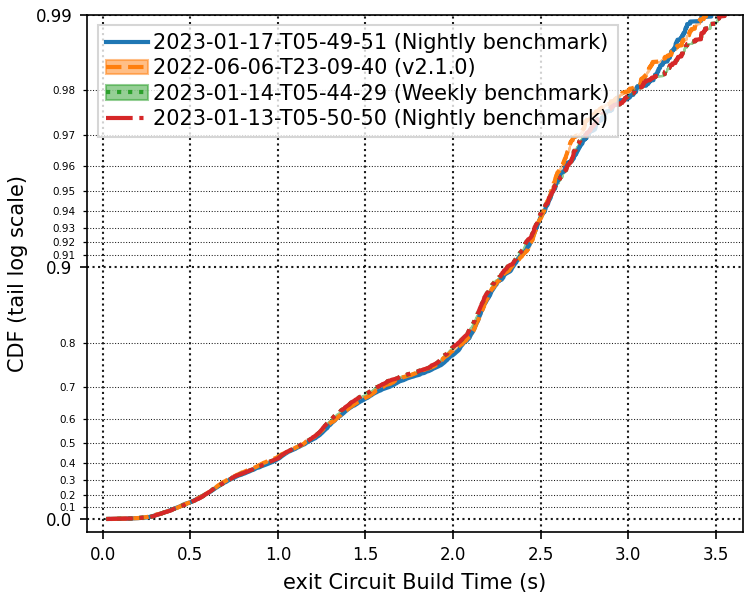 0.99
2023-01-17-T05-49-51 (Nightly benchmark)
2022-06-06-T23-09-40 (v2.1.0)
2023-01-14-T05-44-29 (Weekly benchmark)
2023-01-13-T05-50-50 (Nightly benchmark)
0.98
0.97
0.96
0.95
0.94
0.93
0.92
0.91
0.9
0.8
0.7
0.6
0.5
0.4
0.3
0.2
0.1
0.0
CDF (tail log scale)
0.0 0.5 1.0 1.5 2.0 2.5 3.0 3.5
exit Circuit Build Time (s)